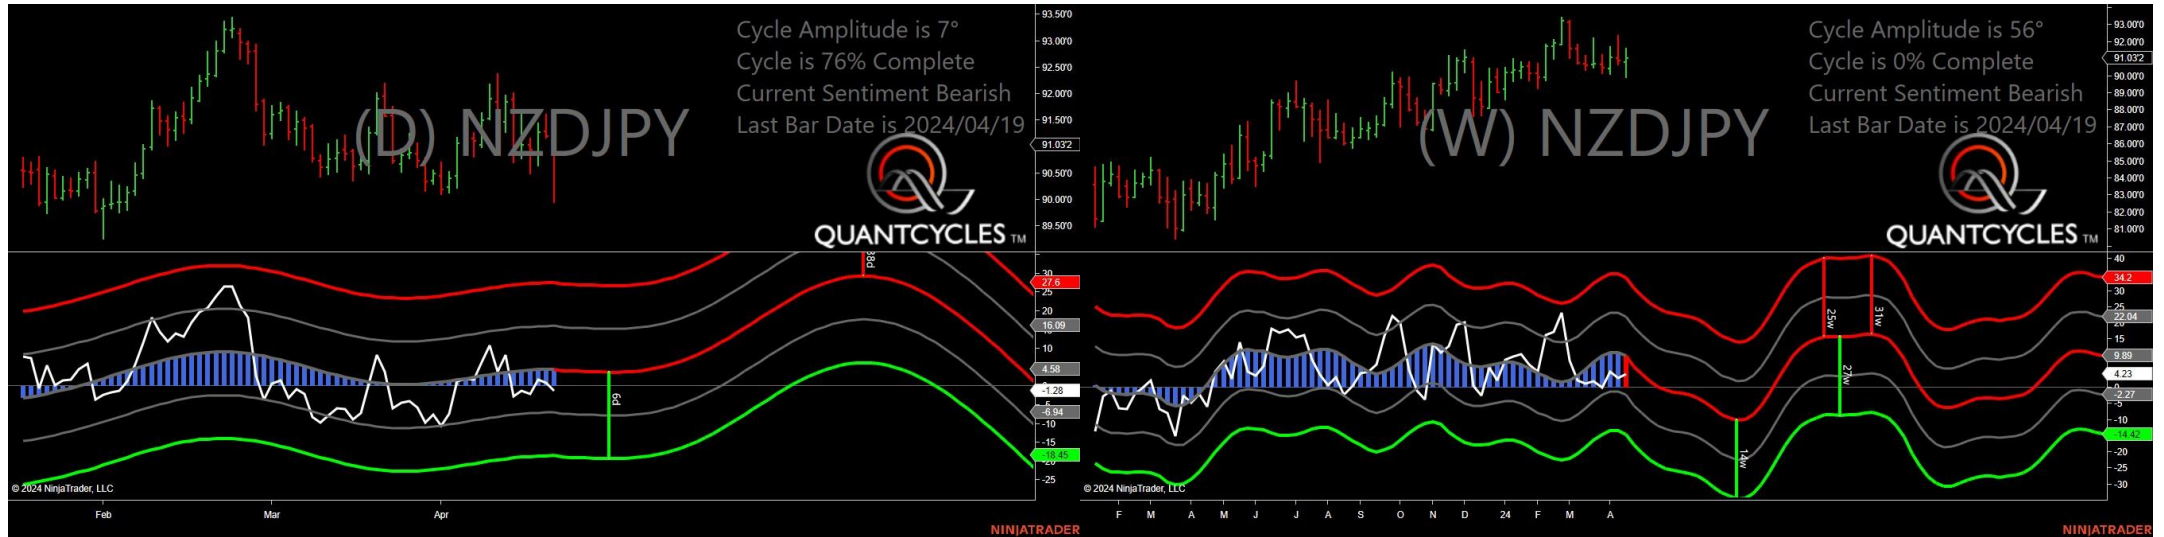 Cycle Amplitude is 7°
Cycle is 76% Complete
Current Sentiment Bearish
Last Bar Date is 2024/04/19
(D) NZDJPY
QUANTCYCLES TM
93.50'0
93.00'0
92.50'0
92.00'0
91.50'0
91.03'2
90.50'0
90.00'0
89.50'0
38d
6d
30
27.6
25
20
16.09
10
4.58
-1.28
-5
-6.94
-10
-15
-18.45
-25
© 2024 NinjaTrader, LLC
Feb Mar Apr
NINJATRADER
Cycle Amplitude is 56°
Cycle is 0% Complete
Current Sentiment Bearish
Last Bar Date is 2024/04/19
(W) NZDJPY
QUANTCYCLES TM
93.00'0
92.00'0
91.03'2
90.00'0
89.00'0
88.00'0
87.00'0
86.00'0
85.00'0
84.00'0
83.00'0
82.00'0
81.00'0
25w
31w
27w
14w
40
34.2
30
25
22.04
15
9.89
4.23
-2.27
-5
-10
-14.42
-20
-25
-30
© 2024 NinjaTrader, LLC
F M A M J J A S O N D 24 F M A
NINJATRADER